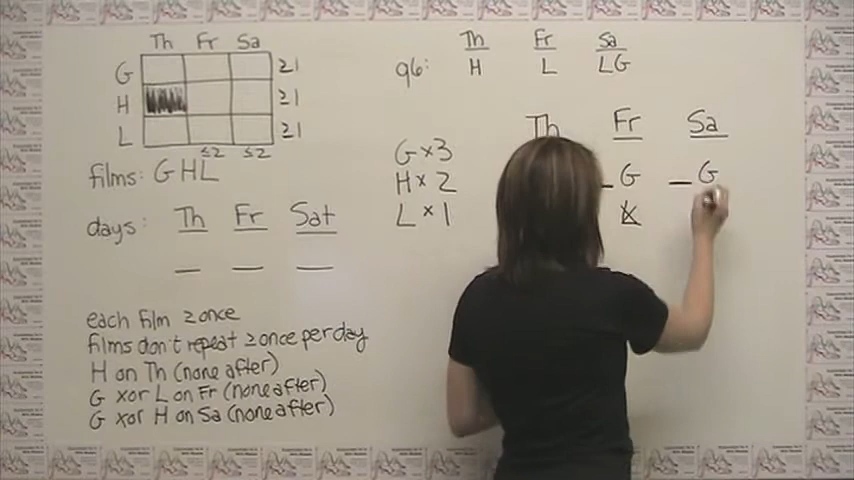 Th Fr Sa
G ≥1
H ≥1
L ≥1
≤2 ≤2
films: G H L
days: Th Fr Sat
each film ≥ once
films don't repeat ≥ once per day
H on Th (none after)
G xor L on Fr (none after)
G xor H on Sa (none after)
Th Fr Sa
q6: H L LG
G x3
H x 2
L x 1
Th Fr Sa
G G